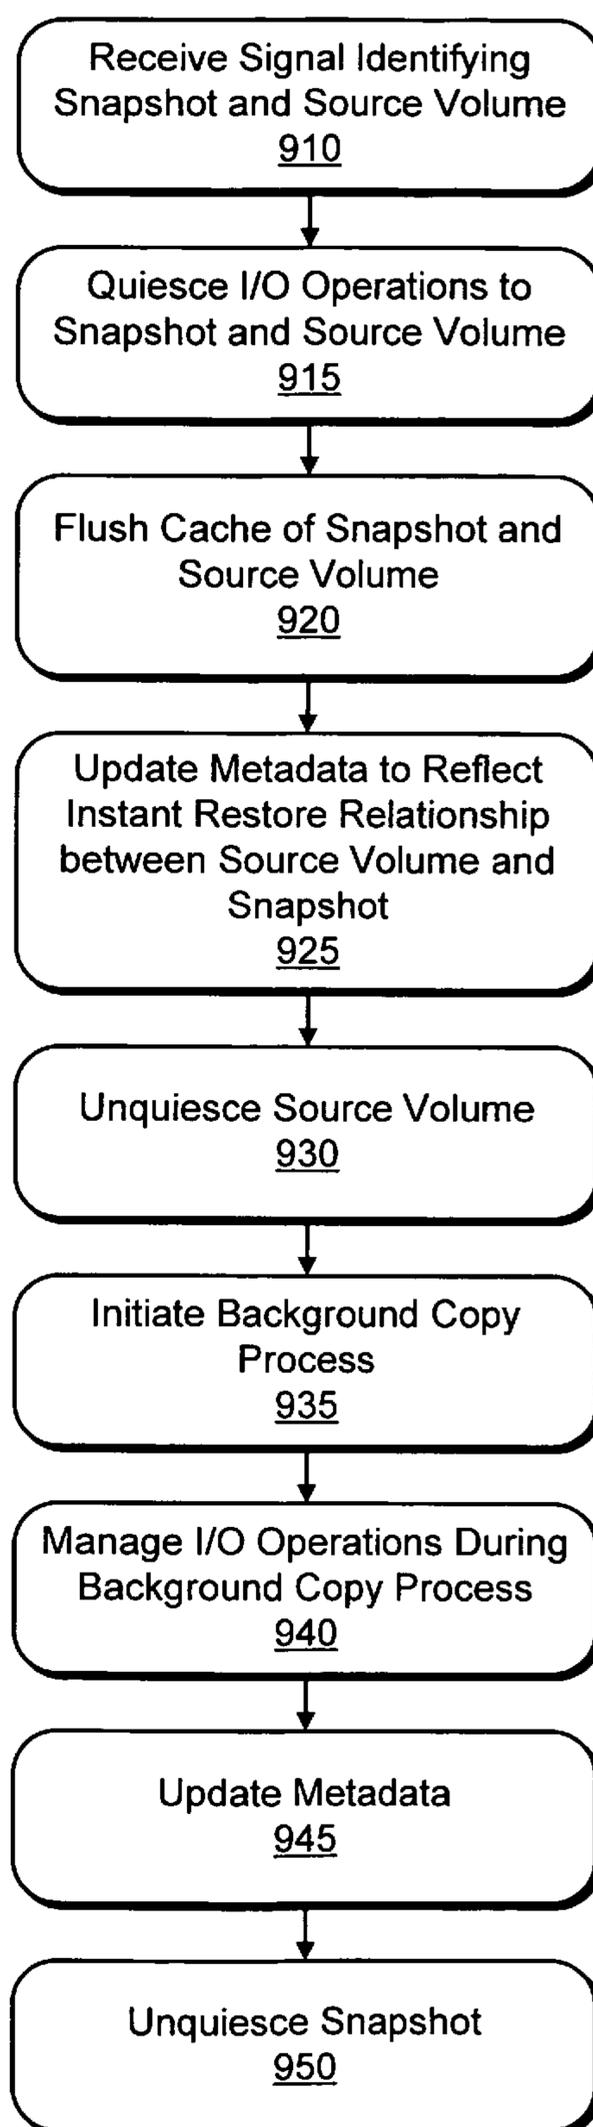 Receive Signal Identifying
Snapshot and Source Volume
910
Quiesce I/O Operations to
Snapshot and Source Volume
915
Flush Cache of Snapshot and
Source Volume
920
Update Metadata to Reflect
Instant Restore Relationship
between Source Volume and
Snapshot
925
Unquiesce Source Volume
930
Initiate Background Copy
Process
935
Manage I/O Operations During
Background Copy Process
940
Update Metadata
945
Unquiesce Snapshot
950